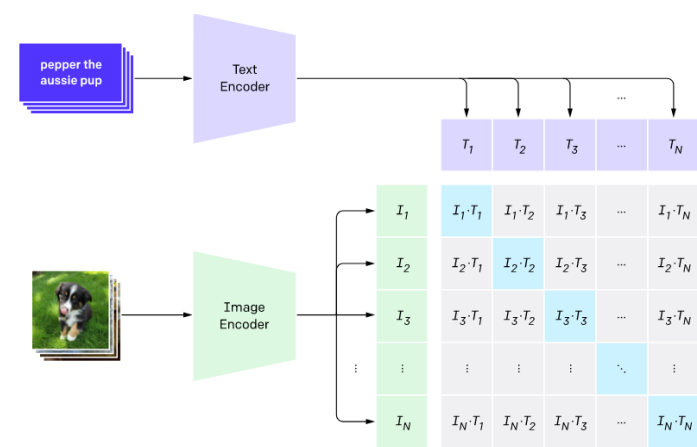 pepper the
aussie pup
Text
Encoder
...
T1 T2 T3 ... TN
I1 I1·T1 I1·T2 I1·T3 ... I1·TN
I2 I2·T1 I2·T2 I2·T3 ... I2·TN
Image
Encoder
I3 I3·T1 I3·T2 I3·T3 ... I3·TN
⋮ ⋮ ⋮ ⋮ ⋮ ⋱ ⋮
IN IN·T1 IN·T2 IN·T3 ... IN·TN